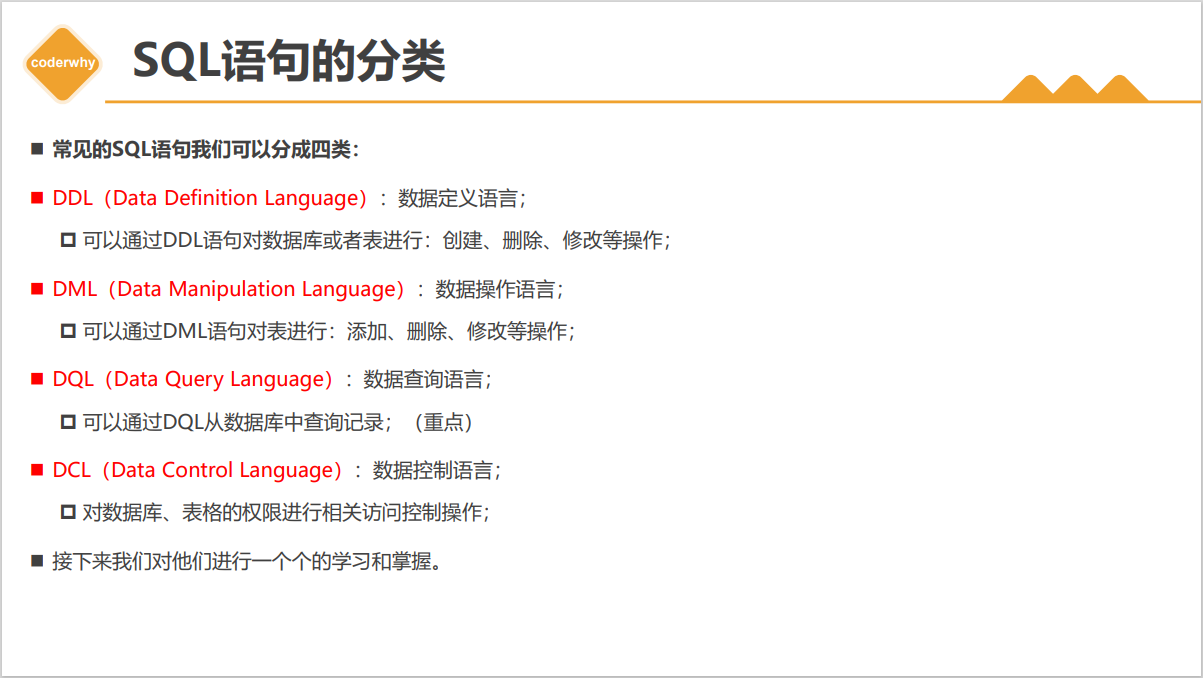 coderwhy
SQL语句的分类
常见的SQL语句我们可以分成四类：
DDL（Data Definition Language）：数据定义语言；
可以通过DDL语句对数据库或者表进行：创建、删除、修改等操作；
DML（Data Manipulation Language）：数据操作语言；
可以通过DML语句对表进行：添加、删除、修改等操作；
DQL（Data Query Language）：数据查询语言；
可以通过DQL从数据库中查询记录；（重点）
DCL（Data Control Language）：数据控制语言；
对数据库、表格的权限进行相关访问控制操作；
接下来我们对他们进行一个个的学习和掌握。